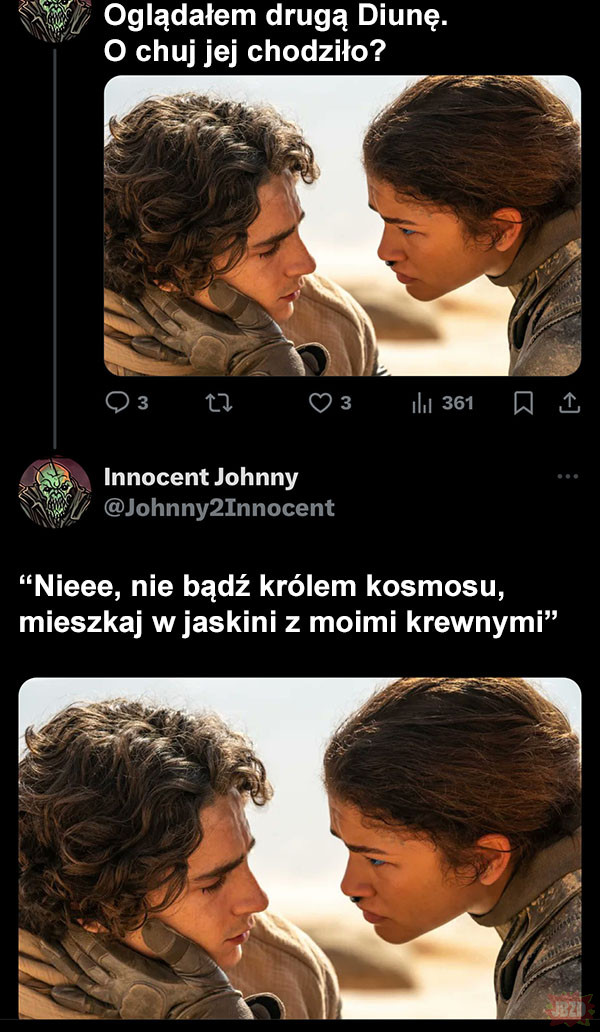 Oglądałem drugą Diunę.
O chuj jej chodziło?
3
3
361
Innocent Johnny
@Johnny2Innocent
“Nieee, nie bądź królem kosmosu,
mieszkaj w jaskini z moimi krewnymi”